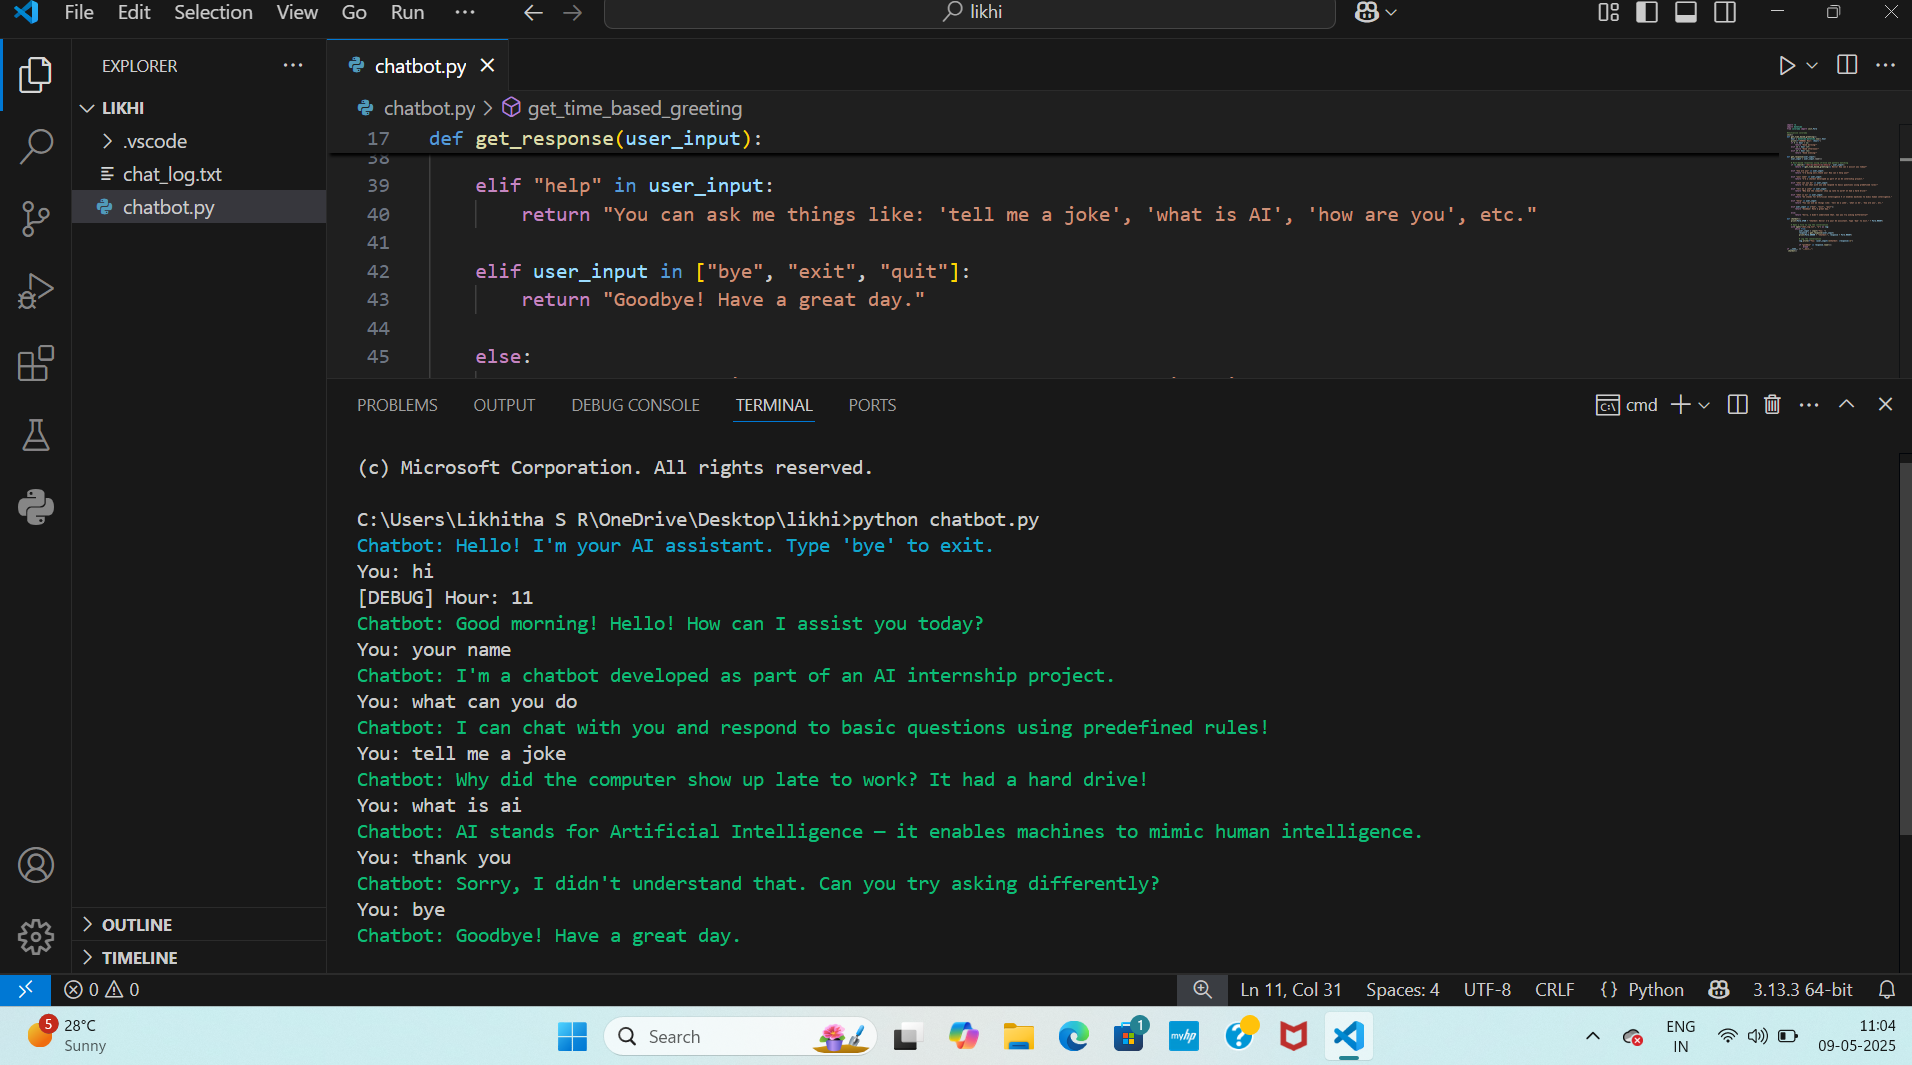 File Edit Selection View Go Run ···
likhi
EXPLORER
LIKHI
.vscode
chat_log.txt
chatbot.py
OUTLINE
TIMELINE
chatbot.py
chatbot.py > get_time_based_greeting
17 def get_response(user_input):
38
39 elif "help" in user_input:
40 return "You can ask me things like: 'tell me a joke', 'what is AI', 'how are you', etc."
41
42 elif user_input in ["bye", "exit", "quit"]:
43 return "Goodbye! Have a great day."
44
45 else:
PROBLEMS OUTPUT DEBUG CONSOLE TERMINAL PORTS
cmd
(c) Microsoft Corporation. All rights reserved.
C:\Users\Likhitha S R\OneDrive\Desktop\likhi>python chatbot.py
Chatbot: Hello! I'm your AI assistant. Type 'bye' to exit.
You: hi
[DEBUG] Hour: 11
Chatbot: Good morning! Hello! How can I assist you today?
You: your name
Chatbot: I'm a chatbot developed as part of an AI internship project.
You: what can you do
Chatbot: I can chat with you and respond to basic questions using predefined rules!
You: tell me a joke
Chatbot: Why did the computer show up late to work? It had a hard drive!
You: what is ai
Chatbot: AI stands for Artificial Intelligence — it enables machines to mimic human intelligence.
You: thank you
Chatbot: Sorry, I didn't understand that. Can you try asking differently?
You: bye
Chatbot: Goodbye! Have a great day.
0 0
Ln 11, Col 31 Spaces: 4 UTF-8 CRLF {} Python 3.13.3 64-bit
5
28°C
Sunny
Search
1
myhp
ENG
IN
11:04
09-05-2025